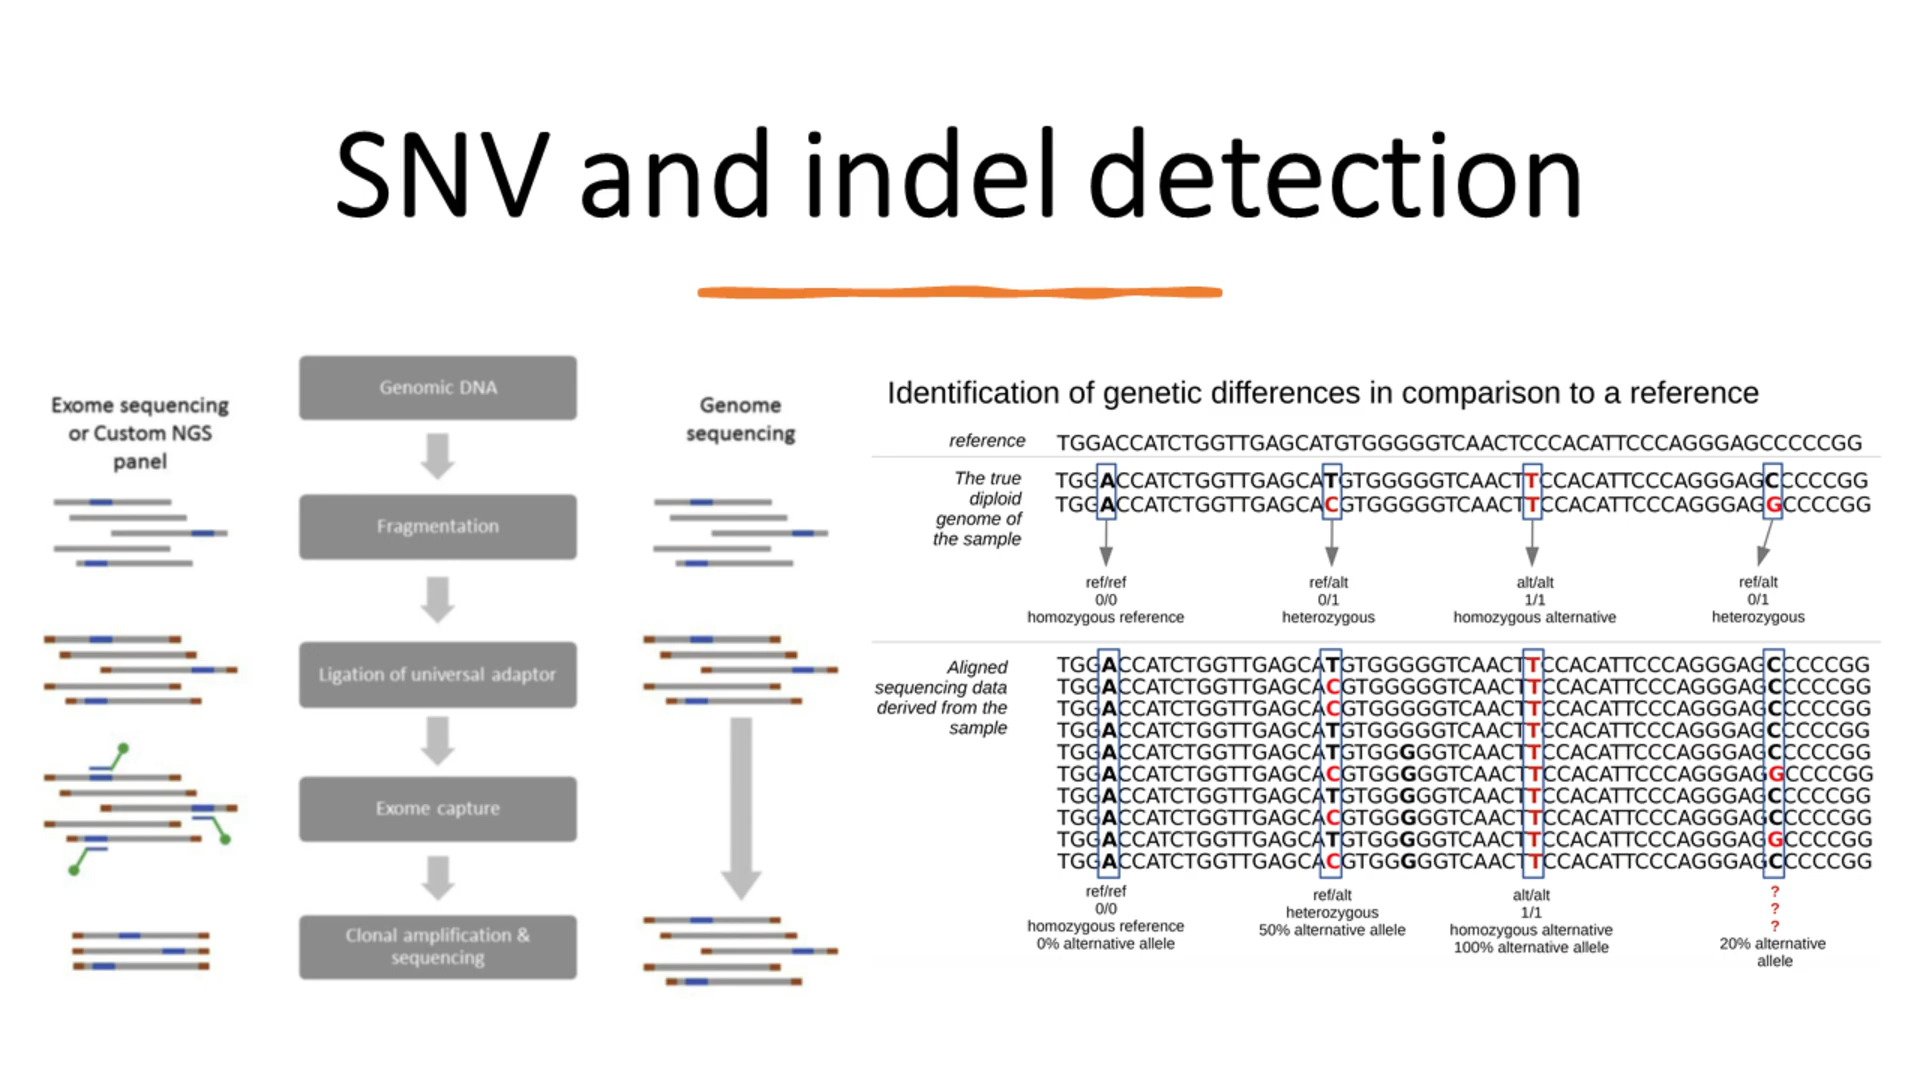 SNV and indel detection
Exome sequencing
or Custom NGS
panel
Genomic DNA
Fragmentation
Ligation of universal adaptor
Exome capture
Clonal amplification &
sequencing
Genome
sequencing
Identification of genetic differences in comparison to a reference
reference
TGGACCATCTGGTTGAGCATGTGGGGGTCAACTCCCACATTCCCAGGGAGCCCCCGG
The true
diploid
genome of
the sample
TGGACCATCTGGTTGAGCATGTGGGGGTCAACTTCCACATTCCCAGGGAGCCCCCGG
TGGACCATCTGGTTGAGCACGTGGGGGTCAACTTCCACATTCCCAGGGAGGCCCCGG
ref/ref
0/0
homozygous reference
ref/alt
0/1
heterozygous
alt/alt
1/1
homozygous alternative
ref/alt
0/1
heterozygous
Aligned
sequencing data
derived from the
sample
TGGACCATCTGGTTGAGCATGTGGGGGTCAACTTCCACATTCCCAGGGAGCCCCCGG
TGGACCATCTGGTTGAGCACGTGGGGGTCAACTTCCACATTCCCAGGGAGCCCCCGG
TGGACCATCTGGTTGAGCACGTGGGGGTCAACTTCCACATTCCCAGGGAGCCCCCGG
TGGACCATCTGGTTGAGCATGTGGGGGTCAACTTCCACATTCCCAGGGAGCCCCCGG
TGGACCATCTGGTTGAGCATGTGGGGGTCAACTTCCACATTCCCAGGGAGCCCCCGG
TGGACCATCTGGTTGAGCACGTGGGGGTCAACTTCCACATTCCCAGGGAGGCCCCGG
TGGACCATCTGGTTGAGCATGTGGGGGTCAACTTCCACATTCCCAGGGAGCCCCCGG
TGGACCATCTGGTTGAGCACGTGGGGGTCAACTTCCACATTCCCAGGGAGCCCCCGG
TGGACCATCTGGTTGAGCATGTGGGGGTCAACTTCCACATTCCCAGGGAGGCCCCGG
TGGACCATCTGGTTGAGCACGTGGGGGTCAACTTCCACATTCCCAGGGAGCCCCCGG
ref/ref
0/0
homozygous reference
0% alternative allele
ref/alt
heterozygous
50% alternative allele
alt/alt
1/1
homozygous alternative
100% alternative allele
?
?
?
20% alternative
allele